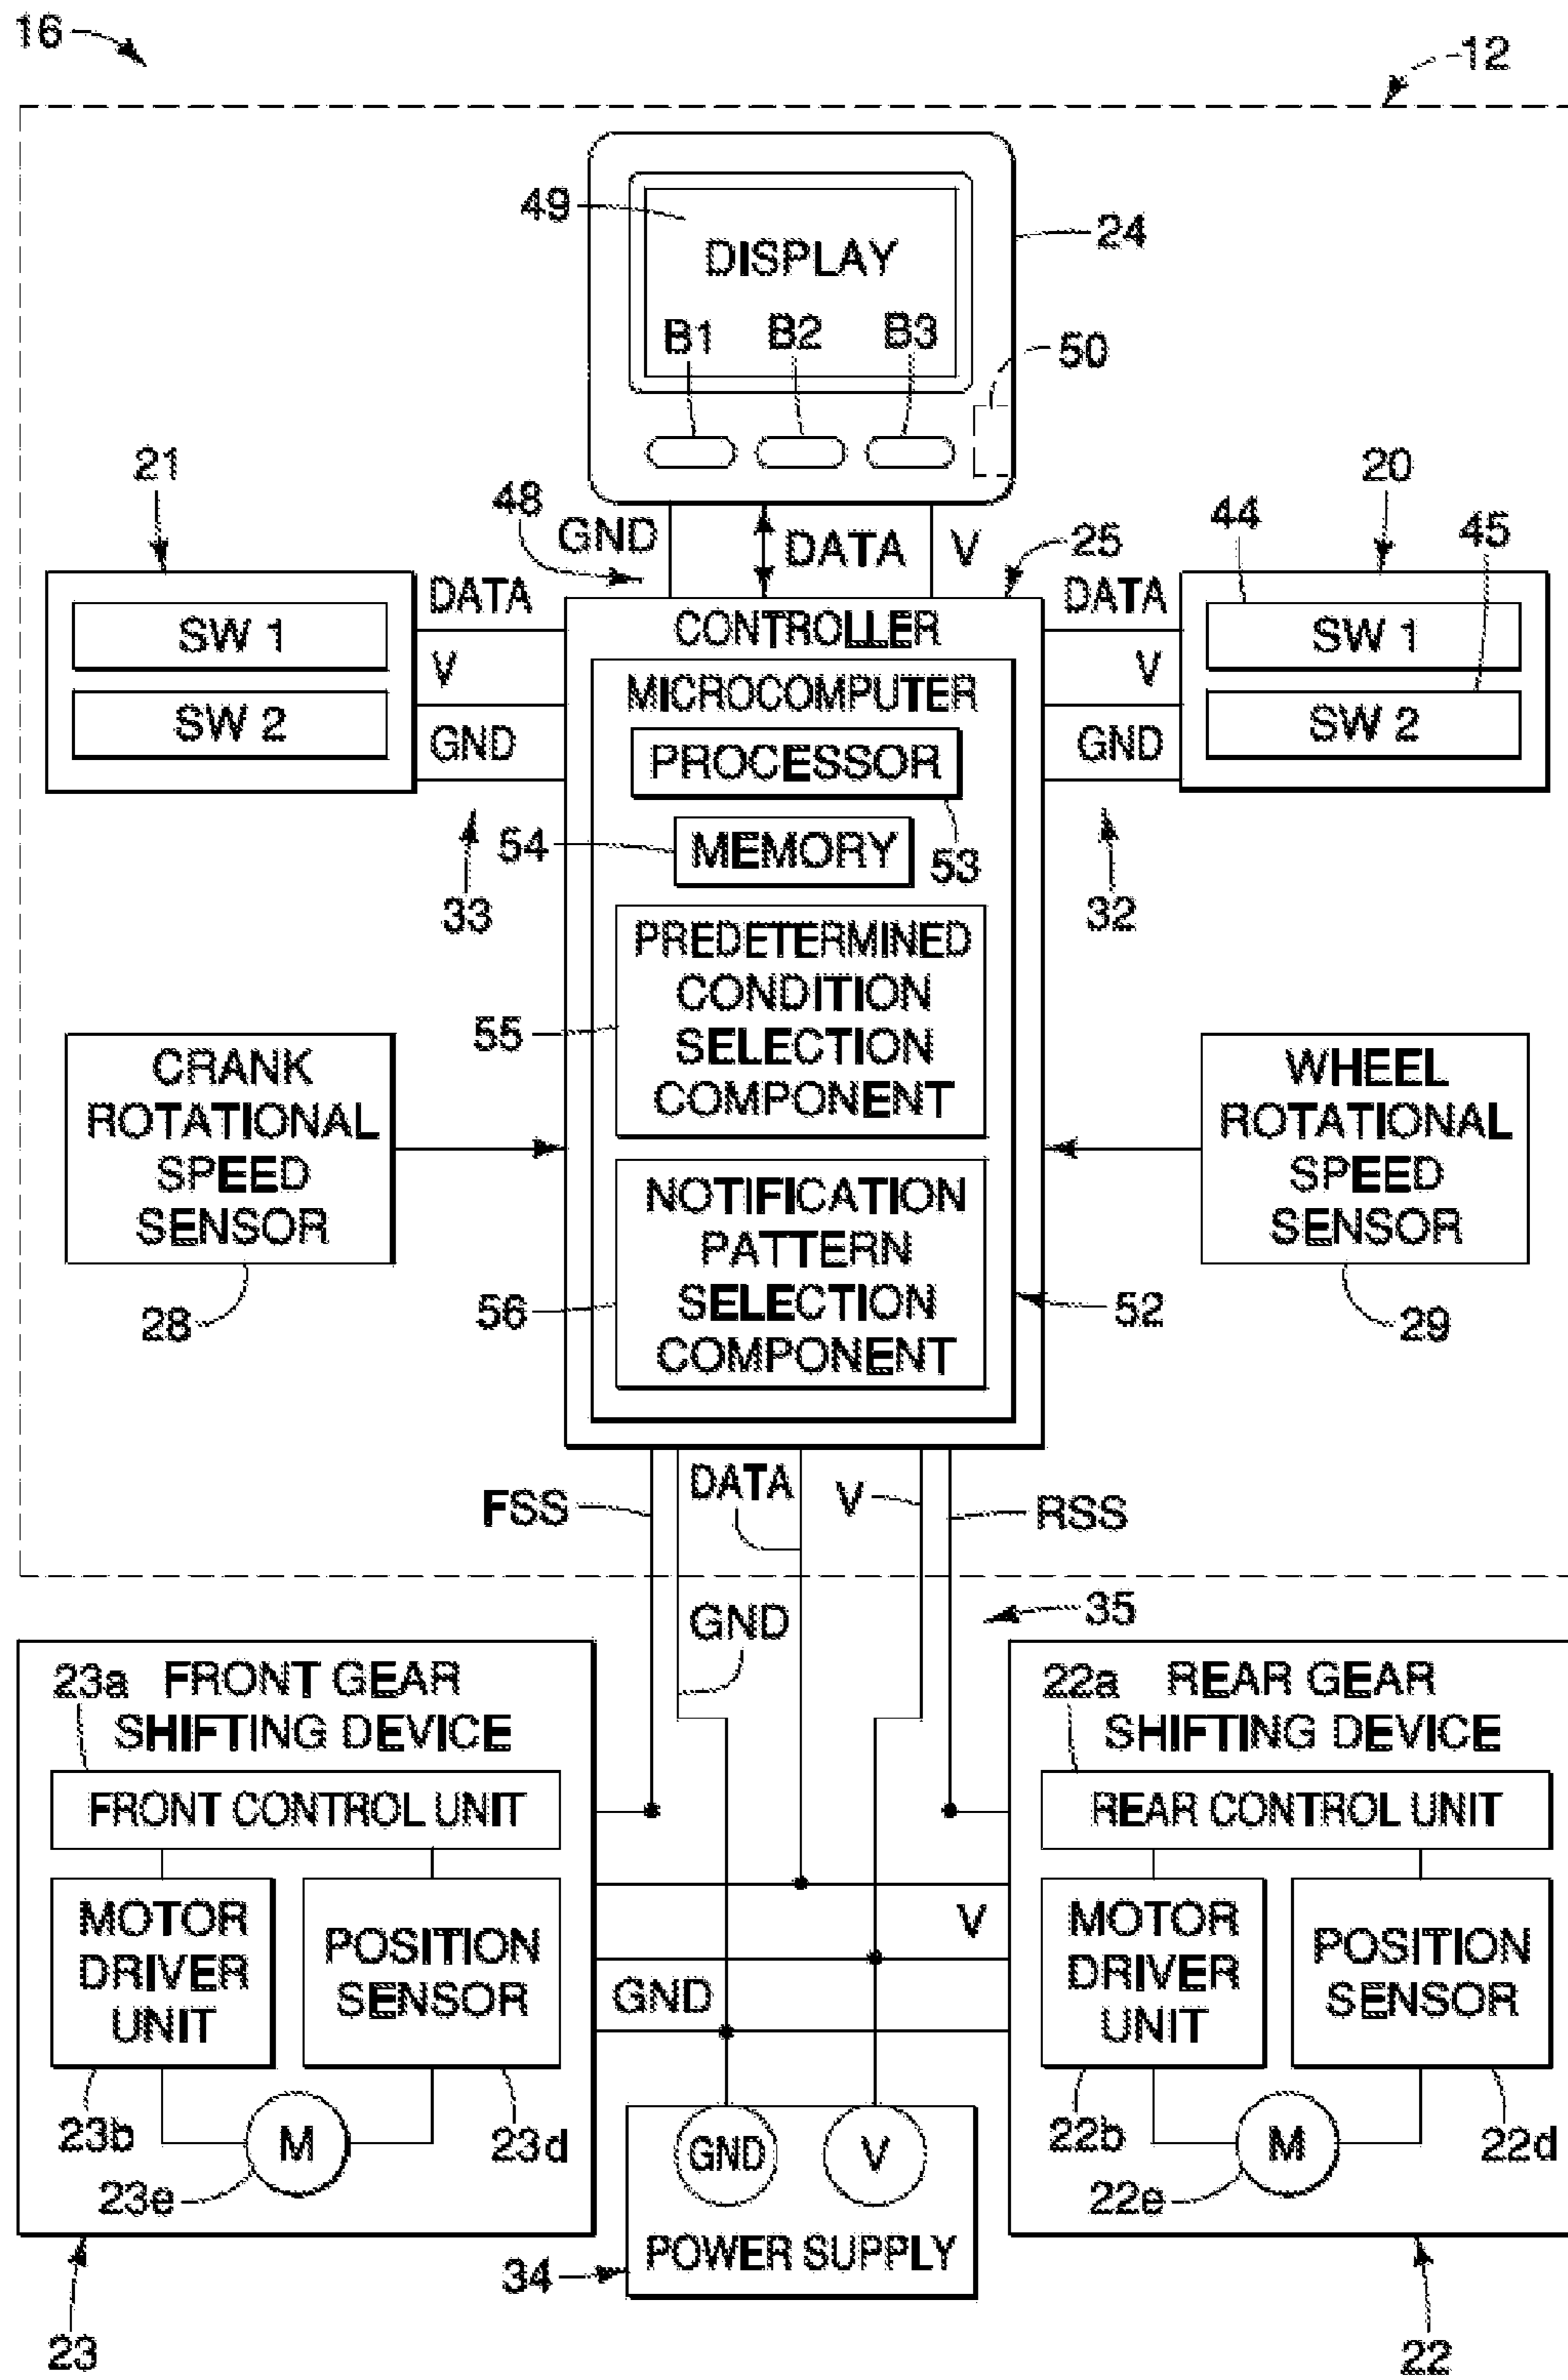 16
12
49
DISPLAY
24
B1 B2 B3
50
21
48
GND
DATA
V
25
20
44
45
DATA
V
GND
SW 1
SW 2
33
CONTROLLER
MICROCOMPUTER
PROCESSOR
53
54
MEMORY
DATA
V
GND
SW 1
SW 2
32
55
PREDETERMINED
CONDITION
SELECTION
COMPONENT
CRANK
ROTATIONAL
SPEED
SENSOR
28
56
NOTIFICATION
PATTERN
SELECTION
COMPONENT
52
WHEEL
ROTATIONAL
SPEED
SENSOR
29
FSS
DATA
V
RSS
GND
35
23a
FRONT GEAR
SHIFTING DEVICE
FRONT CONTROL UNIT
MOTOR
DRIVER
UNIT
POSITION
SENSOR
23b
M
23d
23e
23
V
GND
GND
V
POWER SUPPLY
34
22a
REAR GEAR
SHIFTING DEVICE
REAR CONTROL UNIT
MOTOR
DRIVER
UNIT
POSITION
SENSOR
22b
M
22d
22e
22